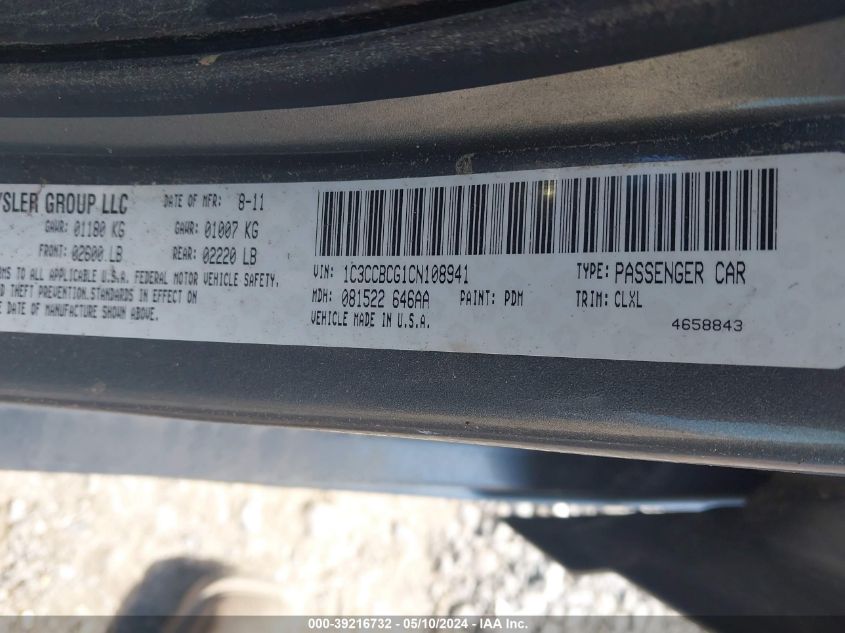 YSLER GROUP LLC
DATE OF MFR: 8-11
GAWR: 01180 KG
GAWR: 01007 KG
FRONT: 02600 LB
REAR: 02220 LB
TO ALL APPLICABLE U.S.A. FEDERAL MOTOR VEHICLE SAFETY,
THEFT PREVENTION STANDARDS IN EFFECT ON
DATE OF MANUFACTURE SHOWN ABOVE.
VIN: 1C3CCBCG1CN108941
TYPE: PASSENGER CAR
MDH: 081522 646AA
PAINT: PDM
TRIM: CLXL
VEHICLE MADE IN U.S.A.
4658843
000-39216732 - 05/10/2024 - IAA Inc.